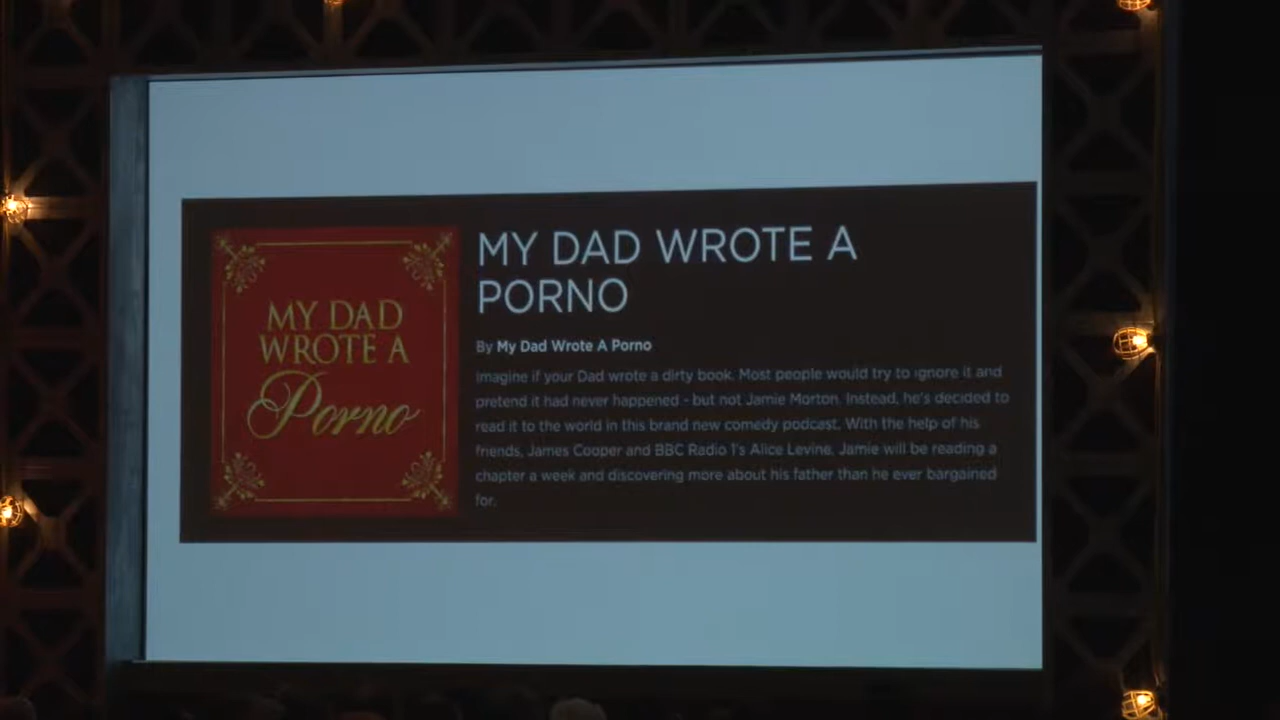 MY DAD
WROTE A
Porno
MY DAD WROTE A
PORNO
By My Dad Wrote A Porno
Imagine if your Dad wrote a dirty book. Most people would try to ignore it and
pretend it had never happened - but not Jamie Morton. Instead, he's decided to
read it to the world in this brand new comedy podcast. With the help of his
friends, James Cooper and BBC Radio 1's Alice Levine, Jamie will be reading a
chapter a week and discovering more about his father than he ever bargained
for.